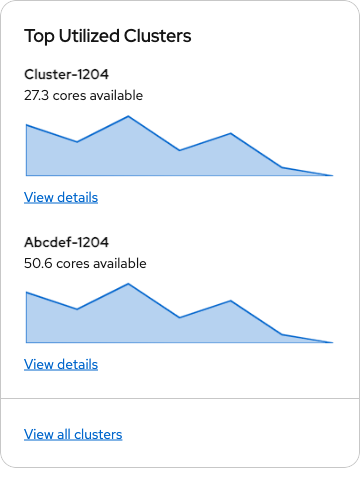 Top Utilized Clusters
Cluster-1204
27.3 cores available
View details
Abcdef-1204
50.6 cores available
View details
View all clusters